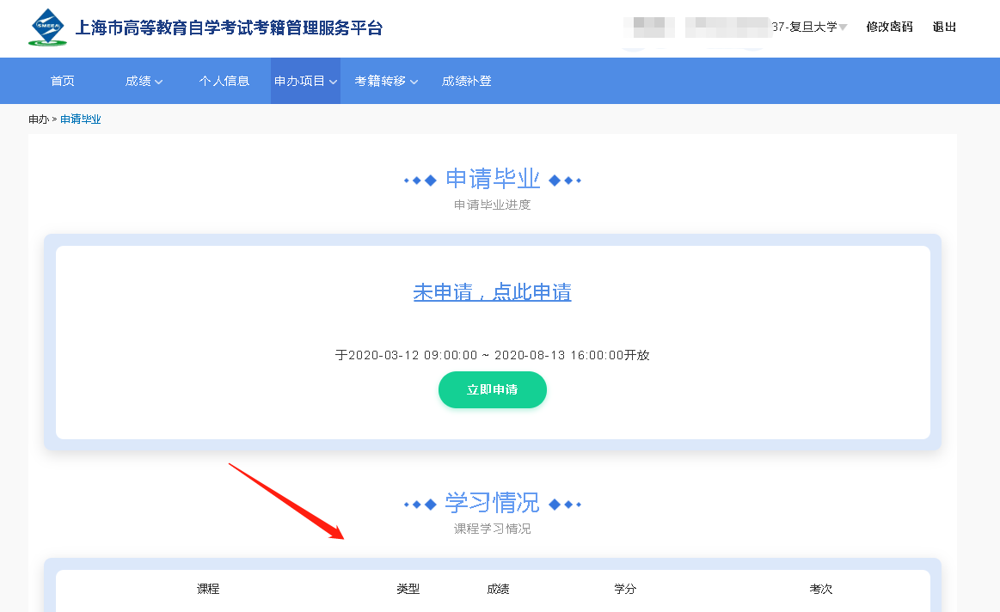 SMEEA 上海市高等教育自学考试考籍管理服务平台
37-复旦大学 修改密码 退出
首页 成绩 个人信息 申办项目 考籍转移 成绩补登
申办 > 申请毕业
申请毕业
申请毕业进度
未申请，点此申请
于2020-03-12 09:00:00 ~ 2020-08-13 16:00:00开放
立即申请
学习情况
课程学习情况
课程 类型 成绩 学分 考次